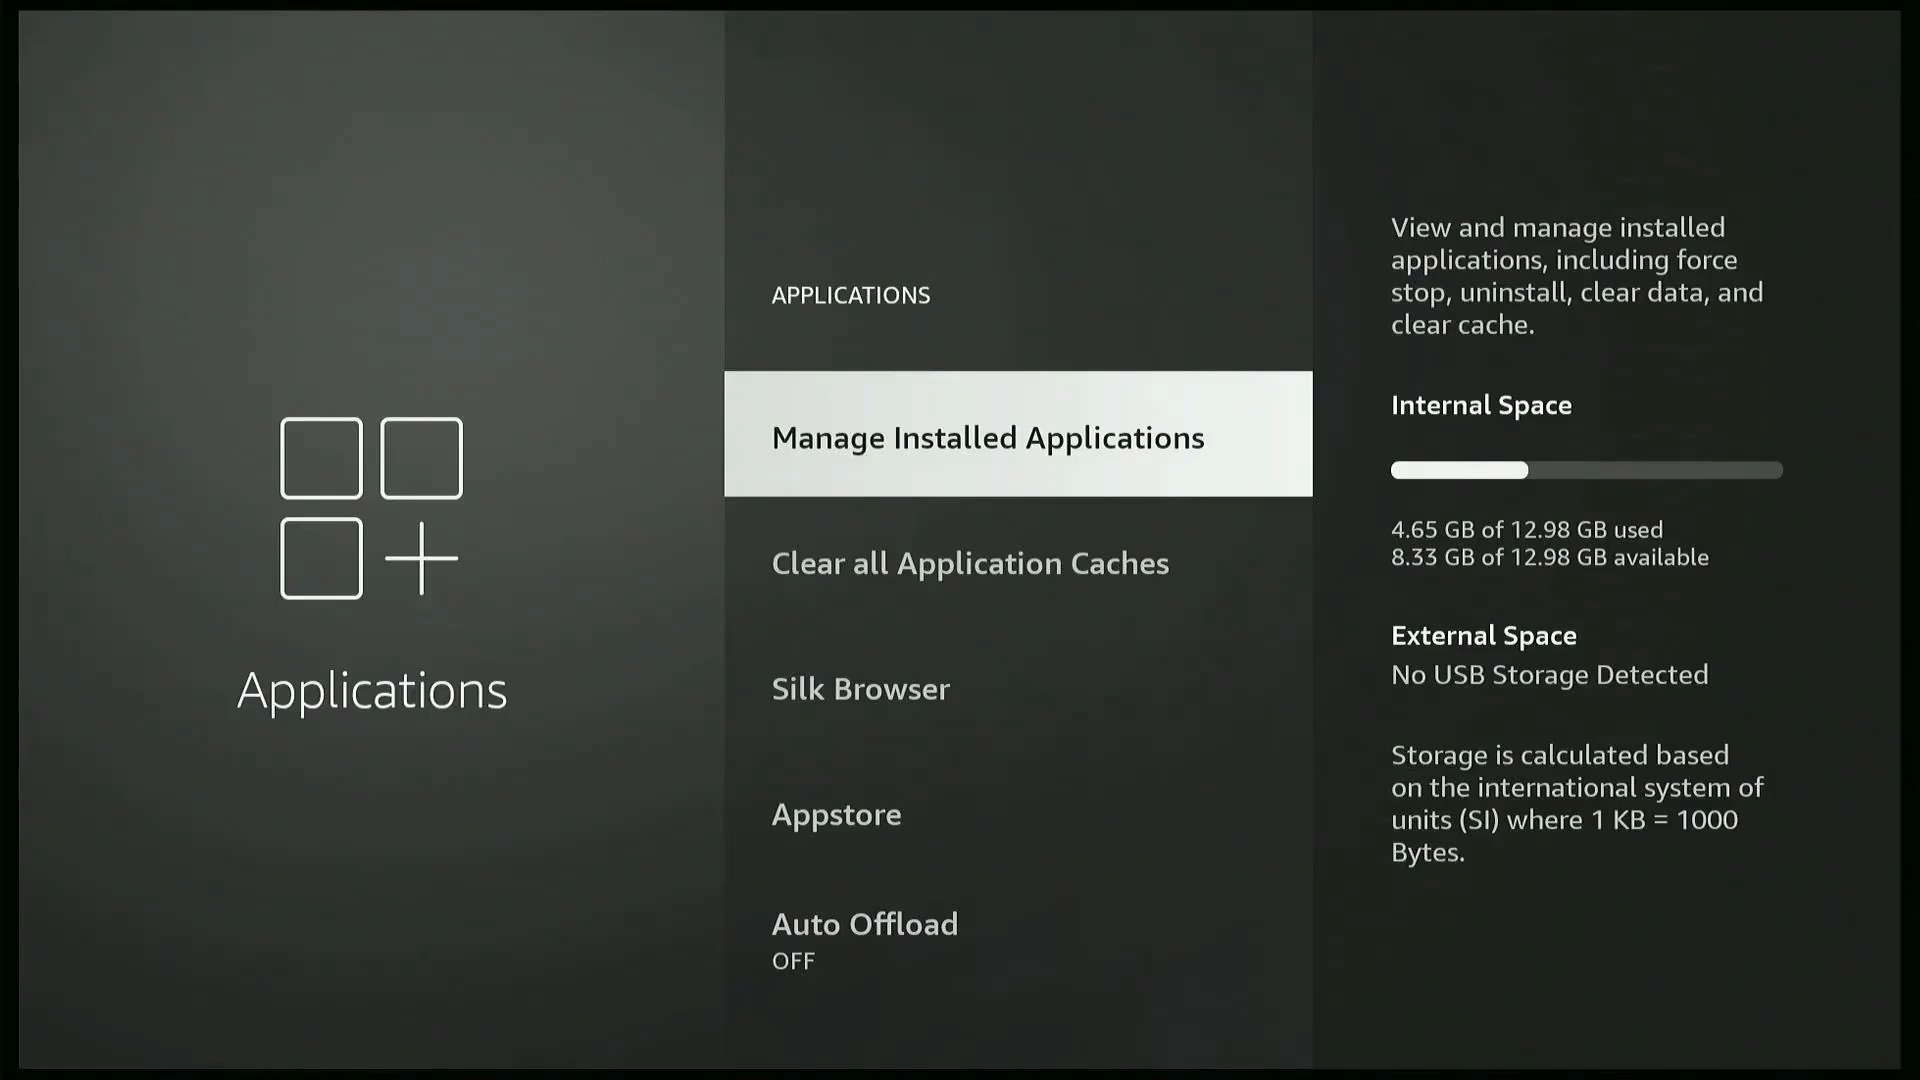 Applications
APPLICATIONS
Manage Installed Applications
Clear all Application Caches
Silk Browser
Appstore
Auto Offload
OFF
View and manage installed
applications, including force
stop, uninstall, clear data, and
clear cache.
Internal Space
4.65 GB of 12.98 GB used
8.33 GB of 12.98 GB available
External Space
No USB Storage Detected
Storage is calculated based
on the international system of
units (SI) where 1 KB = 1000
Bytes.